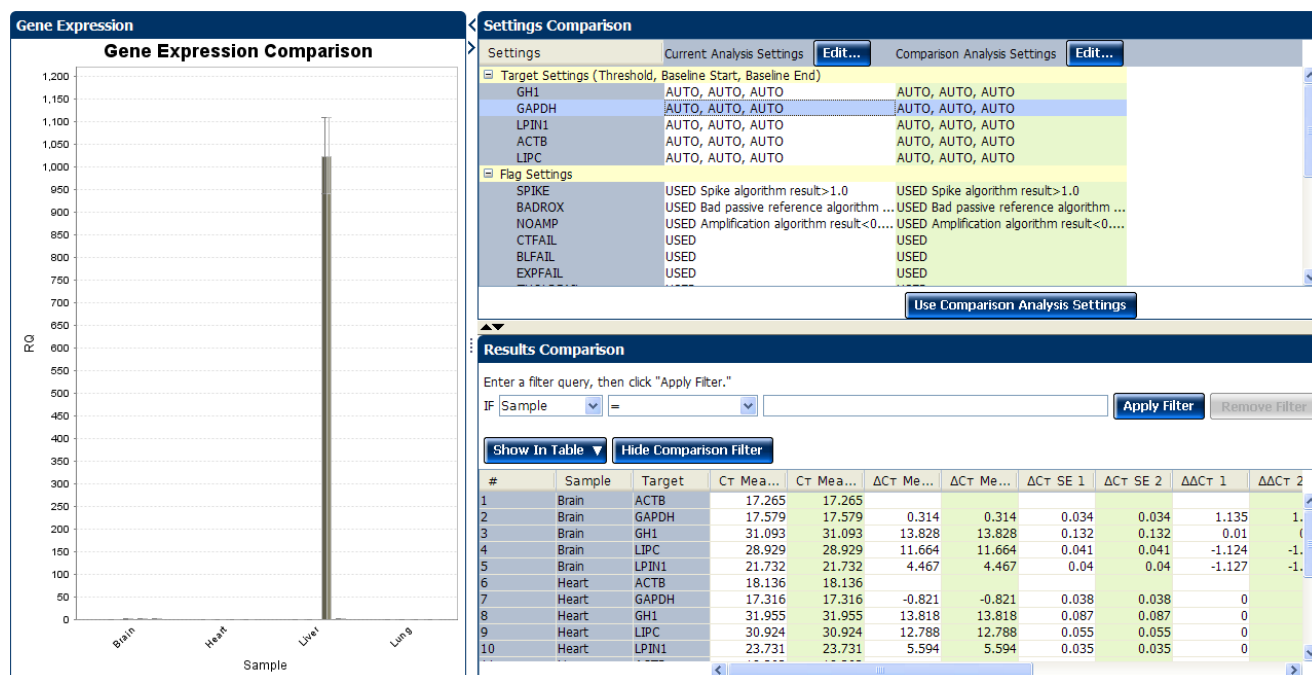 Gene Expression
Gene Expression Comparison
1,200
1,150
1,100
1,050
1,000
950
900
850
800
750
700
650
600
550
500
450
400
350
300
250
200
150
100
50
0
RQ
Brain
Heart
Liver
Lung
Sample
Settings Comparison
Settings Current Analysis Settings Edit... Comparison Analysis Settings Edit...
Target Settings (Threshold, Baseline Start, Baseline End)
GH1 AUTO, AUTO, AUTO AUTO, AUTO, AUTO
GAPDH AUTO, AUTO, AUTO AUTO, AUTO, AUTO
LPIN1 AUTO, AUTO, AUTO AUTO, AUTO, AUTO
ACTB AUTO, AUTO, AUTO AUTO, AUTO, AUTO
LIPC AUTO, AUTO, AUTO AUTO, AUTO, AUTO
Flag Settings
SPIKE USED Spike algorithm result>1.0 USED Spike algorithm result>1.0
BADROX USED Bad passive reference algorithm ... USED Bad passive reference algorithm ...
NOAMP USED Amplification algorithm result<0.... USED Amplification algorithm result<0....
CTFAIL USED USED
BLFAIL USED USED
EXPFAIL USED USED
Use Comparison Analysis Settings
Results Comparison
Enter a filter query, then click "Apply Filter."
IF Sample = Apply Filter Remove Filter
Show In Table ▼ Hide Comparison Filter
# Sample Target Cт Mea... Cт Mea... ΔCт Me... ΔCт Me... ΔCт SE 1 ΔCт SE 2 ΔΔCт 1 ΔΔCт 2
1 Brain ACTB 17.265 17.265
2 Brain GAPDH 17.579 17.579 0.314 0.314 0.034 0.034 1.135 1.
3 Brain GH1 31.093 31.093 13.828 13.828 0.132 0.132 0.01
4 Brain LIPC 28.929 28.929 11.664 11.664 0.041 0.041 -1.124 -1.
5 Brain LPIN1 21.732 21.732 4.467 4.467 0.04 0.04 -1.127 -1.
6 Heart ACTB 18.136 18.136
7 Heart GAPDH 17.316 17.316 -0.821 -0.821 0.038 0.038 0
8 Heart GH1 31.955 31.955 13.818 13.818 0.087 0.087 0
9 Heart LIPC 30.924 30.924 12.788 12.788 0.055 0.055 0
10 Heart LPIN1 23.731 23.731 5.594 5.594 0.035 0.035 0